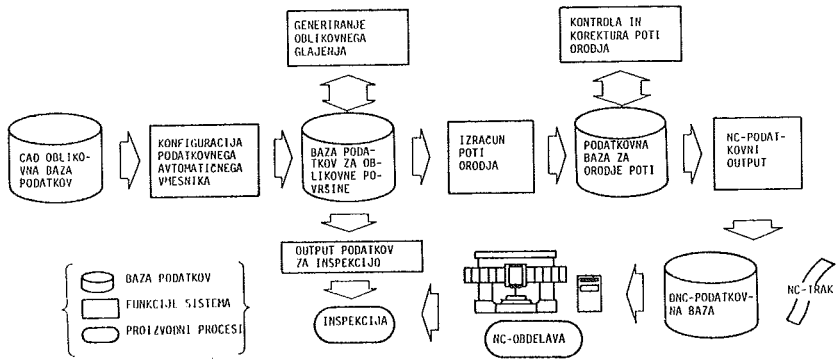 GENERIRANJE
OBLIKOVNEGA
GLAJENJA
KONTROLA IN
KOREKTURA POTI
ORODJA
CAD OBLIKO-
VNA BAZA
PODATKOV
KONFIGURACIJA
PODATKOVNEGA
AVTOMATIČNEGA
VMESNIKA
BAZA PODA-
TKOV ZA OB-
LIKOVNE PO-
VRŠINE
IZRAČUN
POTI
ORODJA
PODATKOVNA
BAZA ZA
ORODJE POTI
NC-PODAT-
KOVNI
OUTPUT
OUTPUT PODATKOV
ZA INSPEKCIJO
INSPEKCIJA
NC-OBDELAVA
DNC-PODATKOV-
NA BAZA
NC-TRAK
BAZA PODATKOV
FUNKCIJE SISTEMA
PROIZVODNI PROCESI